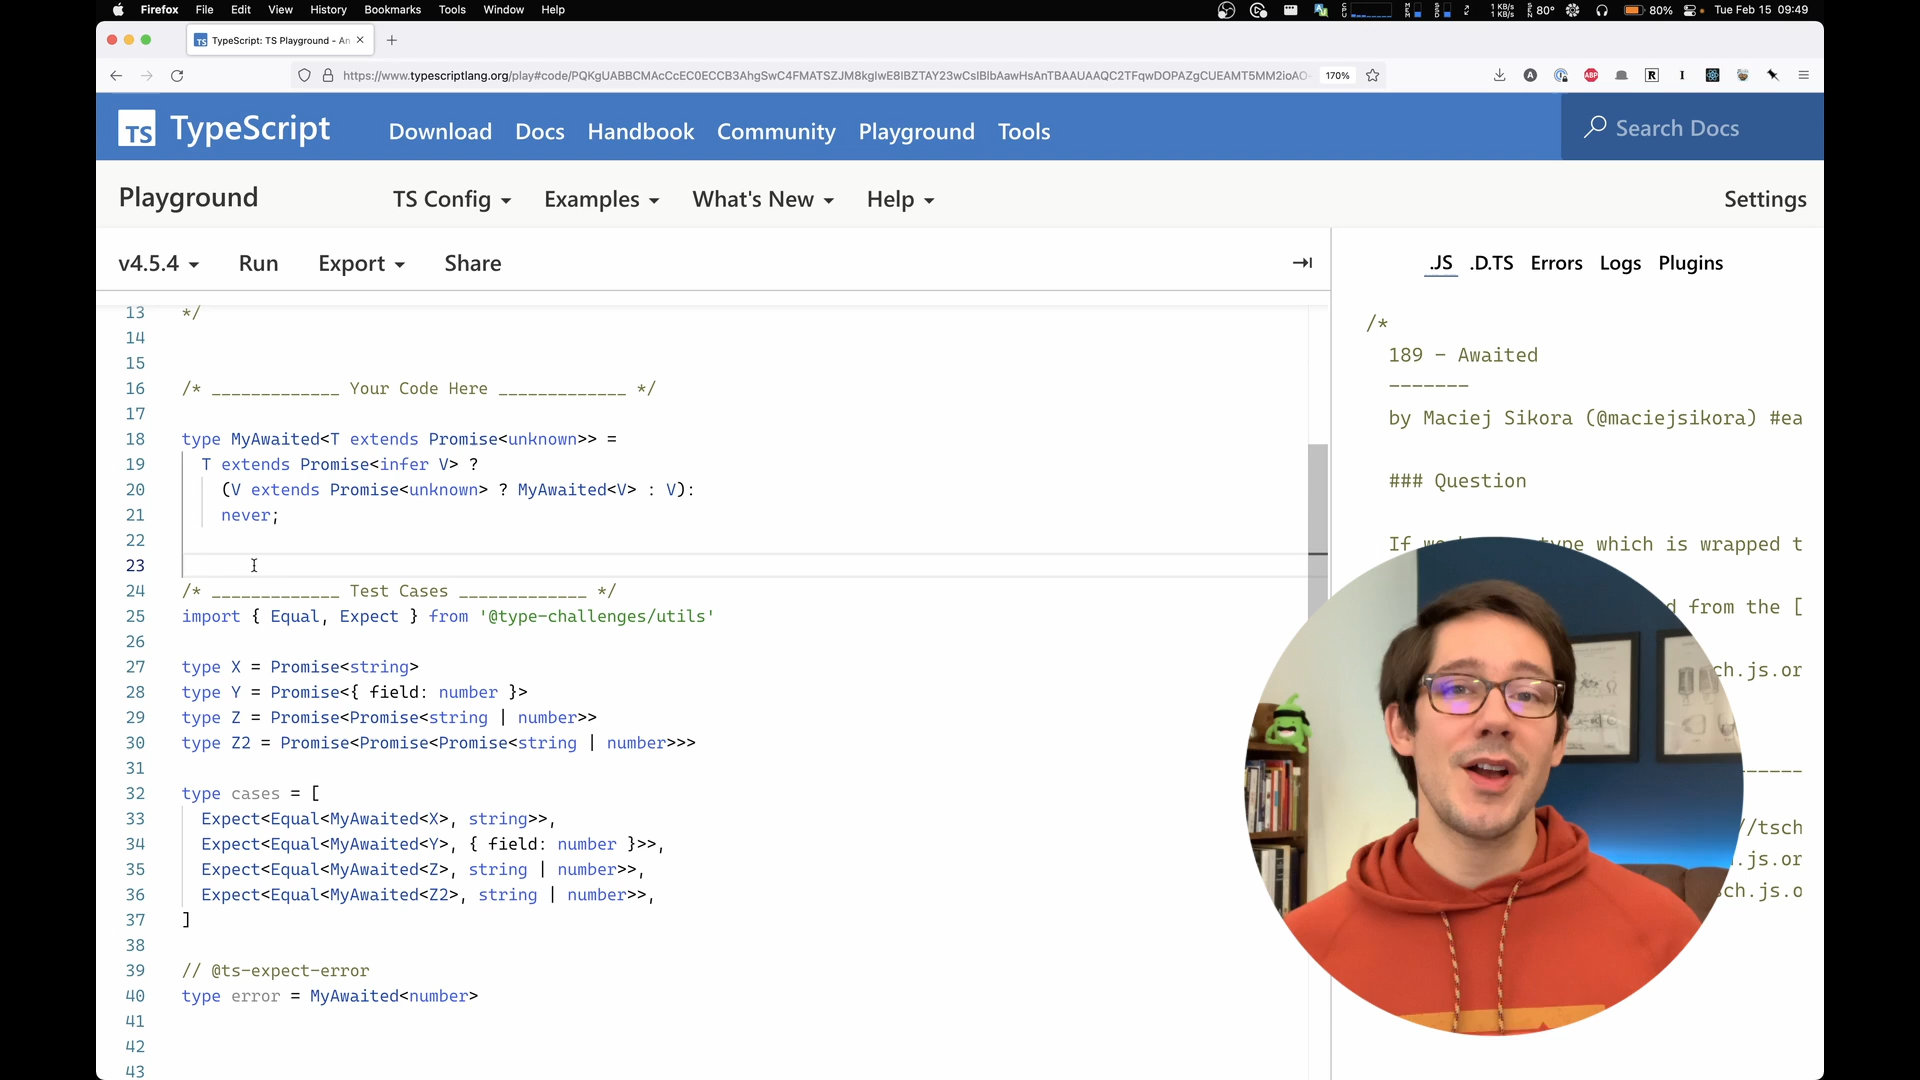 Firefox File Edit View History Bookmarks Tools Window Help
1 KB/s
1 KB/s
80° 80% Tue Feb 15 09:49
TS TypeScript: TS Playground - An
https://www.typescriptlang.org/play#code/
170%
TS TypeScript Download Docs Handbook Community Playground Tools Search Docs
Playground TS Config Examples What's New Help Settings
v4.5.4 Run Export Share .JS .D.TS Errors Logs Plugins
13 */
14
15
16 /* _____________ Your Code Here _____________ */
17
18 type MyAwaited<T extends Promise<unknown>> =
19 T extends Promise<infer V> ?
20 (V extends Promise<unknown> ? MyAwaited<V> : V):
21 never;
22
23
24 /* _____________ Test Cases _____________ */
25 import { Equal, Expect } from '@type-challenges/utils'
26
27 type X = Promise<string>
28 type Y = Promise<{ field: number }>
29 type Z = Promise<Promise<string | number>>
30 type Z2 = Promise<Promise<Promise<string | number>>>
31
32 type cases = [
33 Expect<Equal<MyAwaited<X>, string>>,
34 Expect<Equal<MyAwaited<Y>, { field: number }>>,
35 Expect<Equal<MyAwaited<Z>, string | number>>,
36 Expect<Equal<MyAwaited<Z2>, string | number>>,
37 ]
38
39 // @ts-expect-error
40 type error = MyAwaited<number>
41
42
43
/*
189 - Awaited
-------
by Maciej Sikora (@maciejsikora) #ea
### Question
If type which is wrapped t
from the [
ch.js.or
//tsch
.js.or
sch.js.o